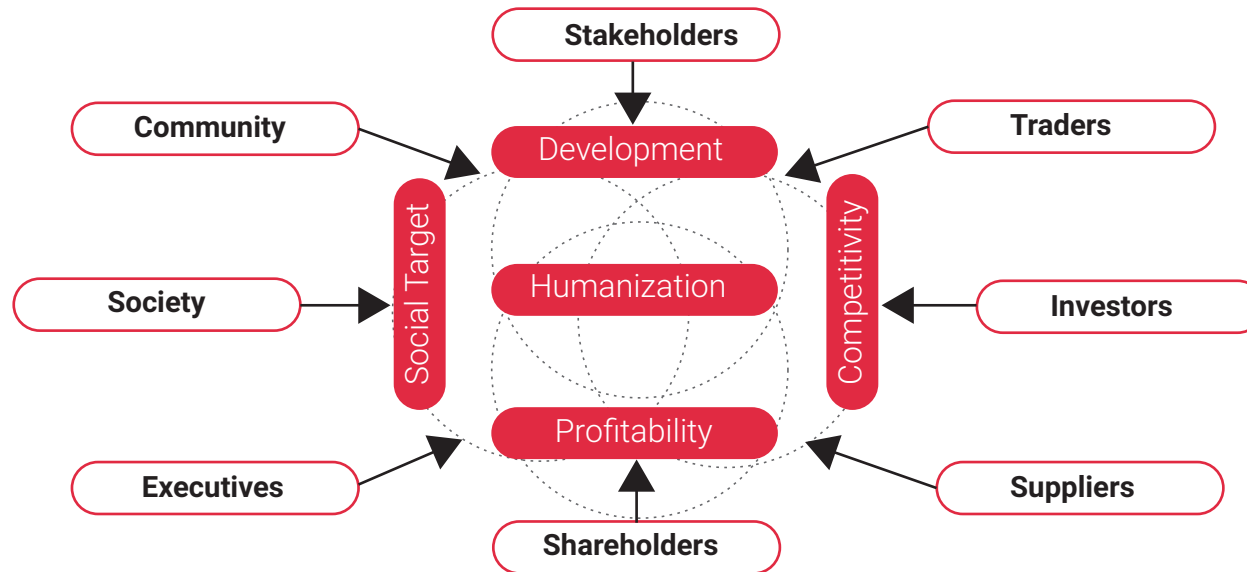 Stakeholders
Community
Traders
Development
Social Target
Competitivity
Humanization
Society
Investors
Profitability
Executives
Suppliers
Shareholders